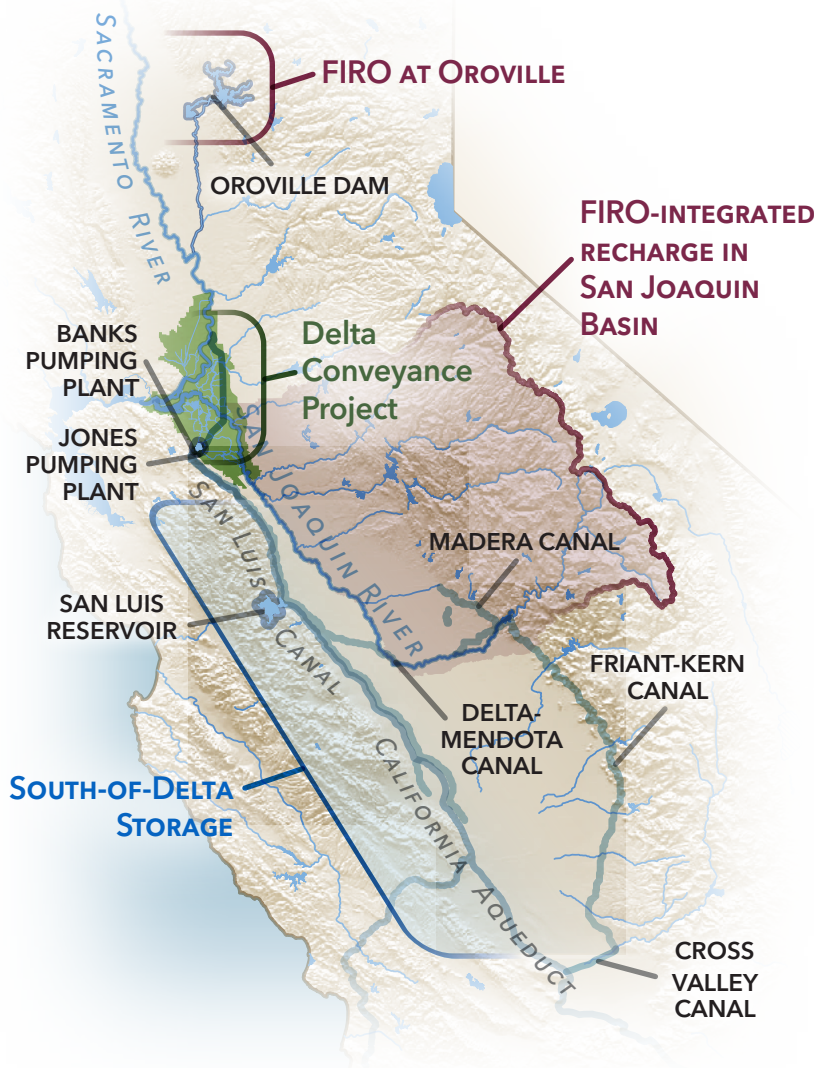 SACRAMENTO RIVER
FIRO AT OROVILLE
OROVILLE DAM
FIRO-INTEGRATED
RECHARGE IN
SAN JOAQUIN
BASIN
BANKS
PUMPING
PLANT
Delta
Conveyance
Project
JONES
PUMPING
PLANT
SAN JOAQUIN RIVER
SAN LUIS CANAL
MADERA CANAL
SAN LUIS
RESERVOIR
FRIANT-KERN
CANAL
DELTA-
MENDOTA
CANAL
SOUTH-OF-DELTA
STORAGE
CALIFORNIA AQUEDUCT
CROSS
VALLEY
CANAL